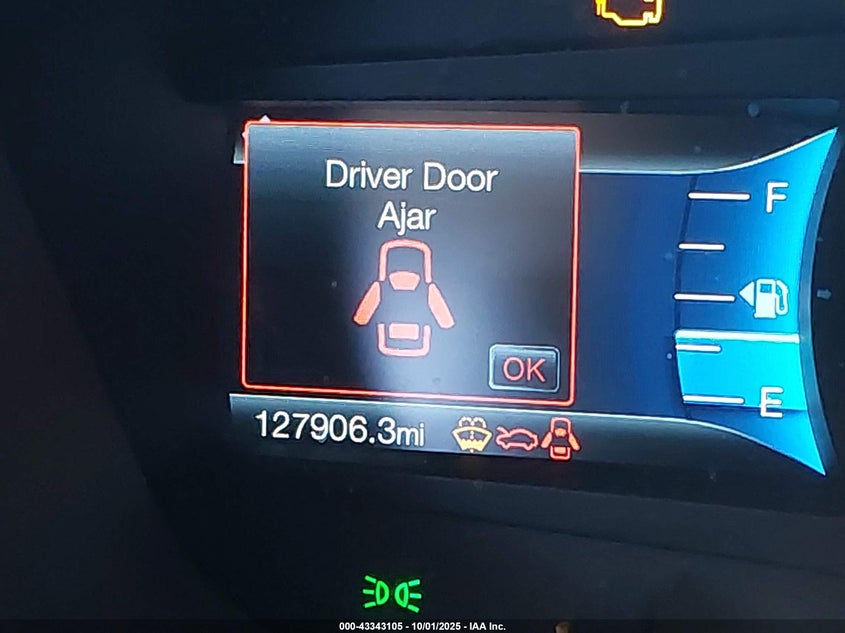 Driver Door
Ajar
OK
F
E
127906.3mi
000-43343105 - 10/01/2025 - IAA Inc.